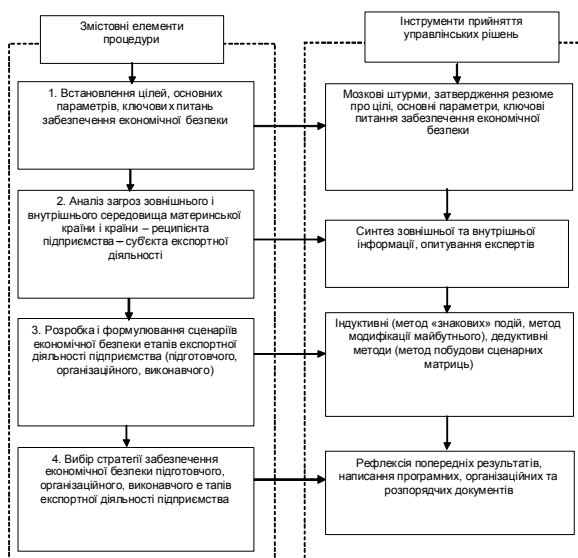 Змістовні елементи
процедури
Інструменти прийняття
управлінських рішень
1. Встановлення цілей, основних
параметрів, ключових питань
забезпечення економічної безпеки
Мозкові штурми, затвердження резюме
про цілі, основні параметри, ключові
питання забезпечення економічної
безпеки
2. Аналіз загроз зовнішнього і
внутрішнього середовища материнської
країни і країни – реципієнта
підприємства – суб'єкта експортної
діяльності
Синтез зовнішньої та внутрішньої
інформації, опитування експертів
3. Розробка і формулювання сценаріїв
економічної безпеки етапів експортної
діяльності підприємства (підготовчого,
організаційного, виконавчого)
Індуктивні (метод «знакових» подій, метод
модифікації майбутнього), дедуктивні
методи (метод побудови сценарних
матриць)
4. Вибір стратегії забезпечення
економічної безпеки підготовчого,
організаційного, виконавчого е тапів
експортної діяльності підприємства
Рефлексія попередніх результатів,
написання програмних, організаційних та
розпорядчих документів